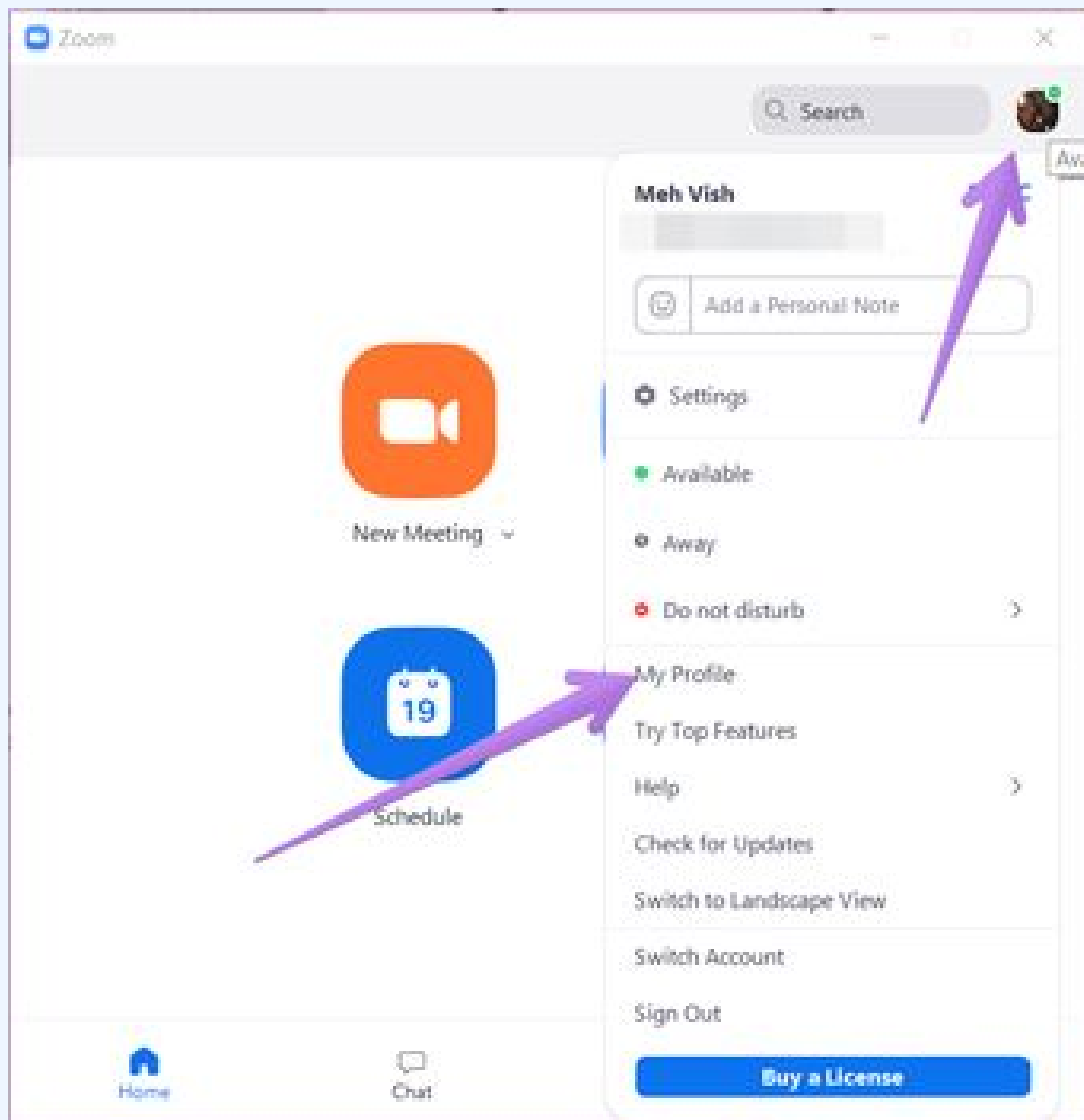 Zoom
Search
Meh Vish
Add a Personal Note
Settings
Available
Away
Do not disturb
My Profile
Try Top Features
Help
Check for Updates
Switch to Landscape View
Switch Account
Sign Out
Buy a License
New Meeting
19
Schedule
Home
Chat